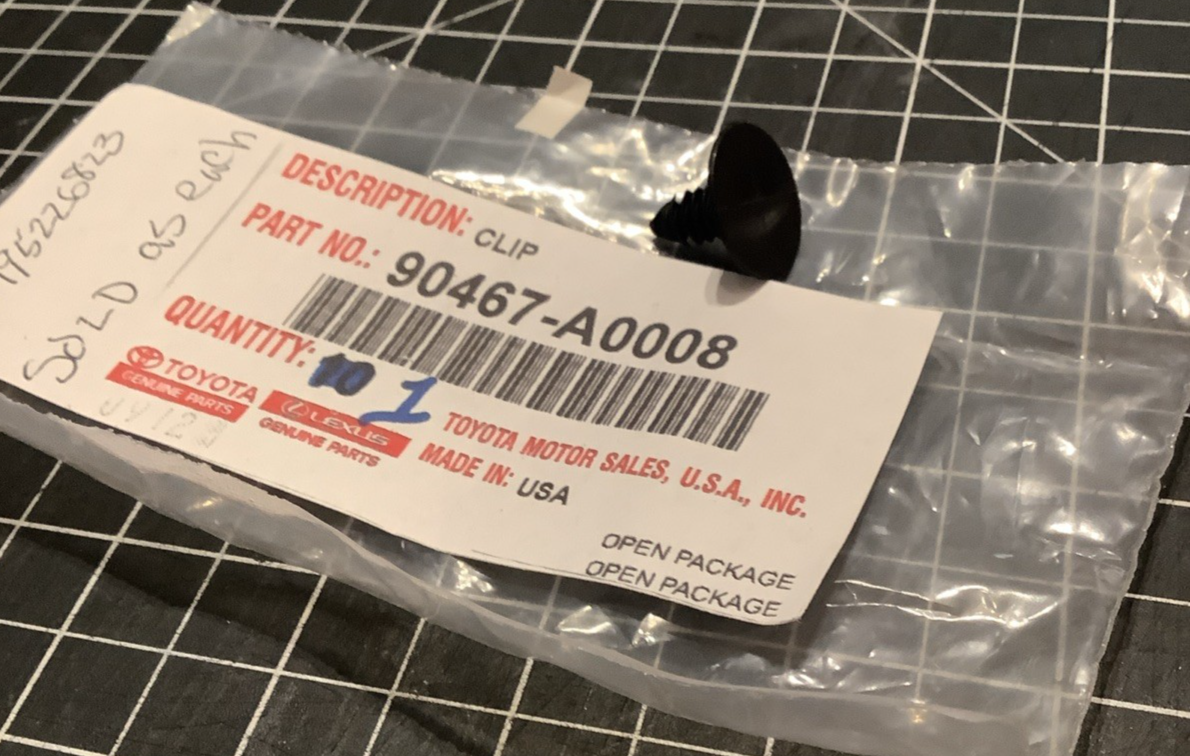 195226823
SOLD as each
DESCRIPTION: CLIP
PART NO.: 90467-A0008
QUANTITY: 10 1
TOYOTA
GENUINE PARTS
LEXUS
GENUINE PARTS
TOYOTA MOTOR SALES, U.S.A., INC.
MADE IN: USA
OPEN PACKAGE
OPEN PACKAGE